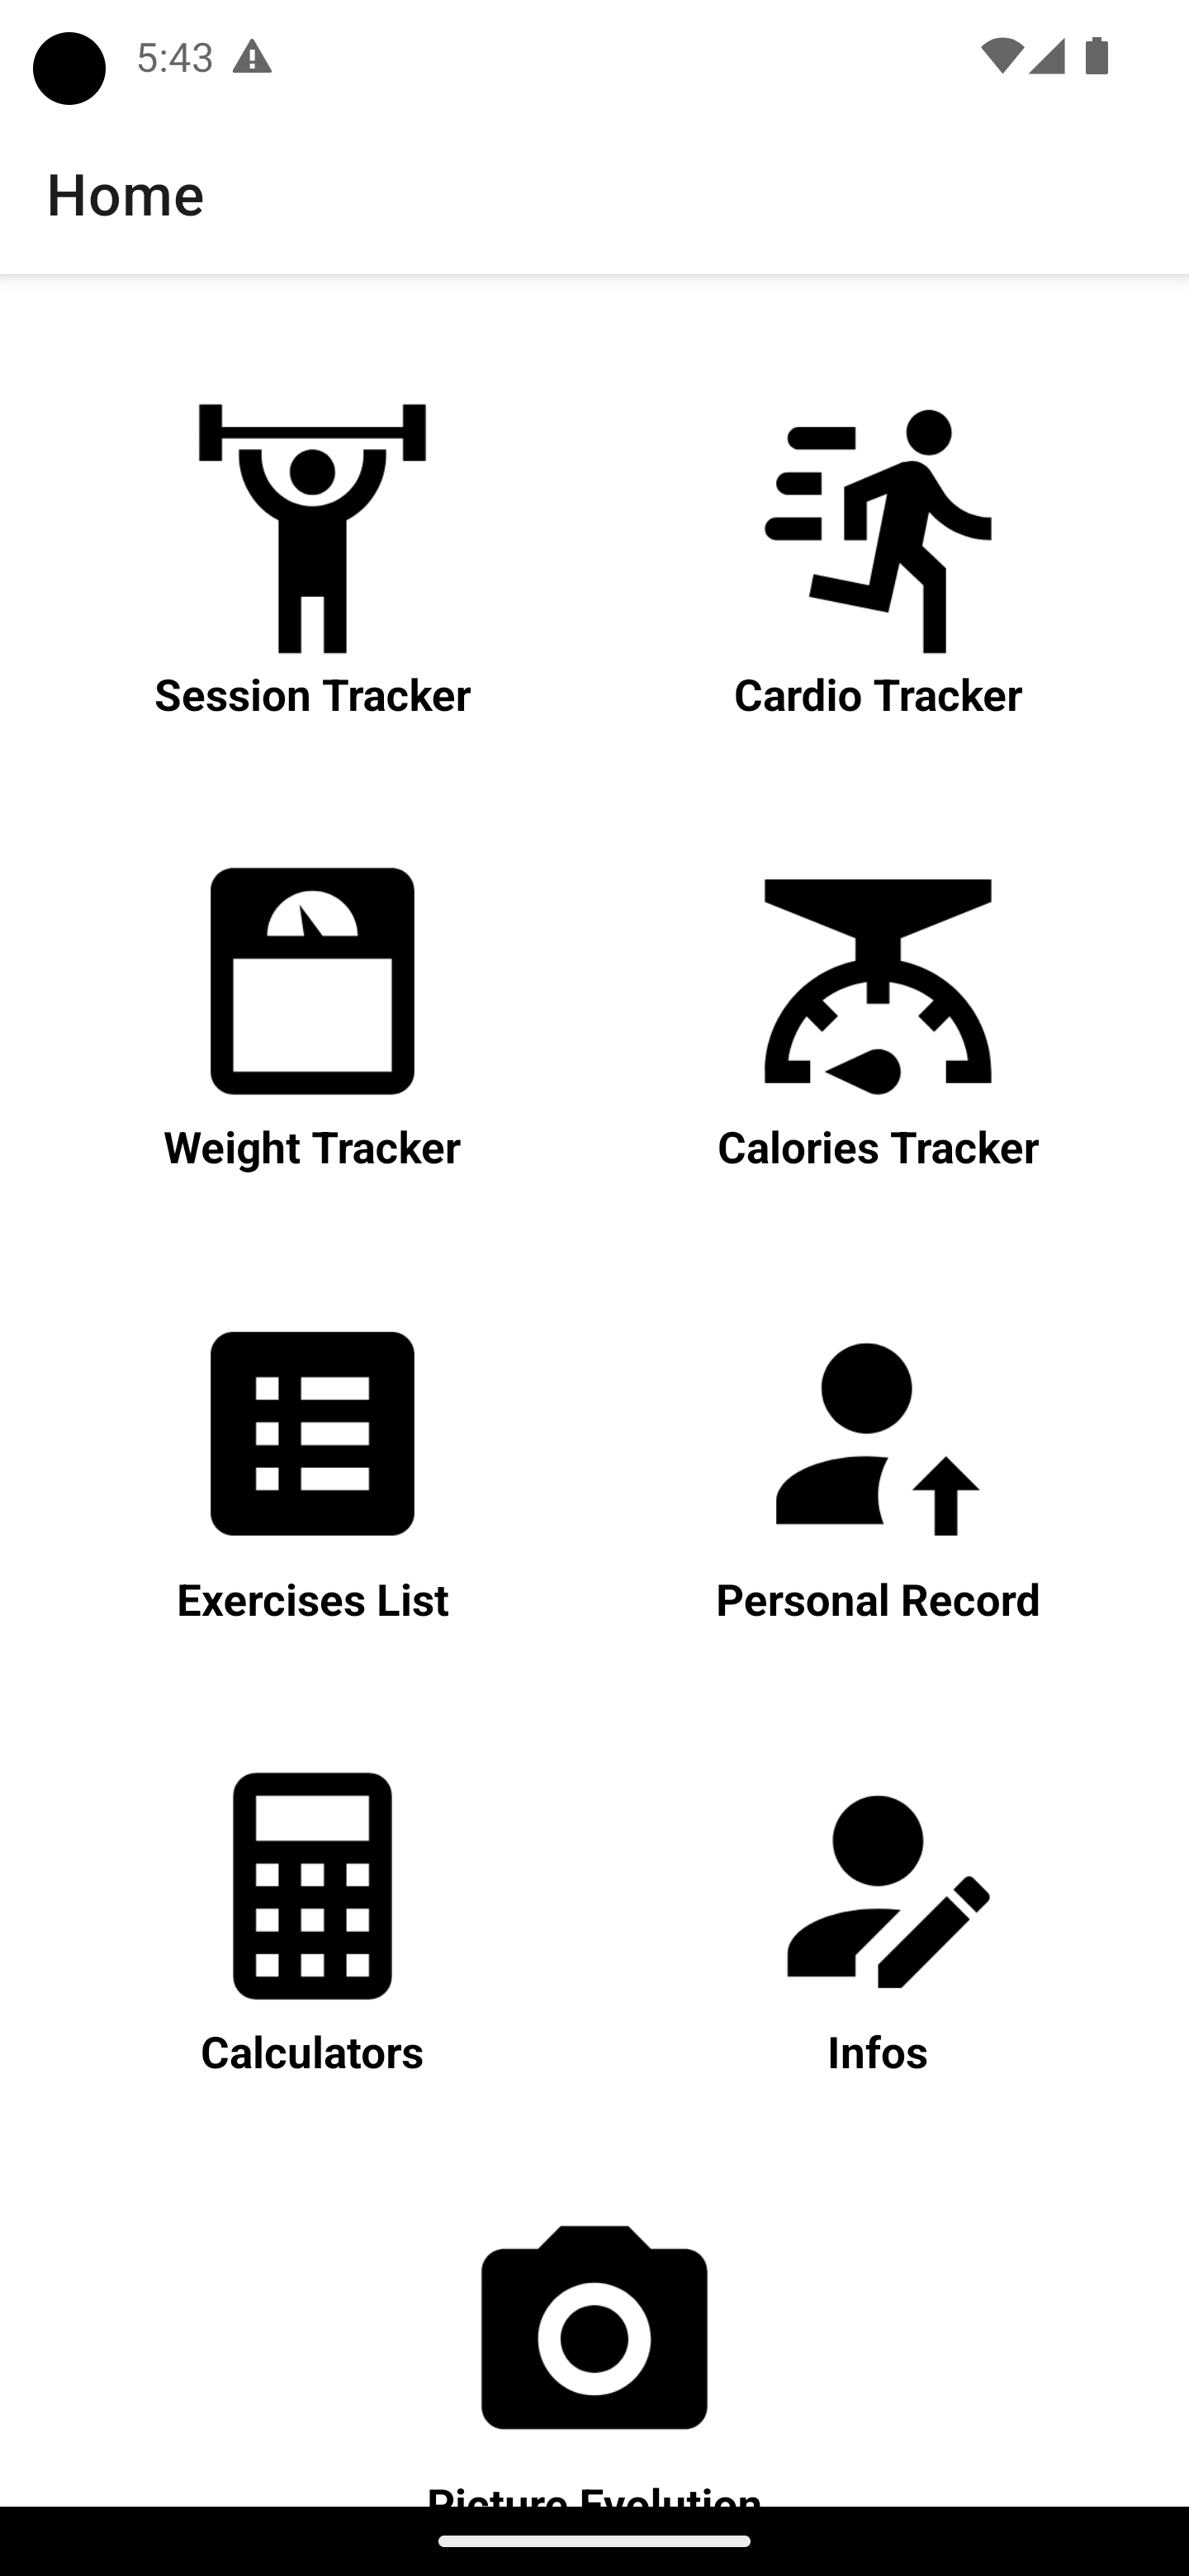 5:43
Home
Session Tracker
Cardio Tracker
Weight Tracker
Calories Tracker
Exercises List
Personal Record
Calculators
Infos
Picture Evolution